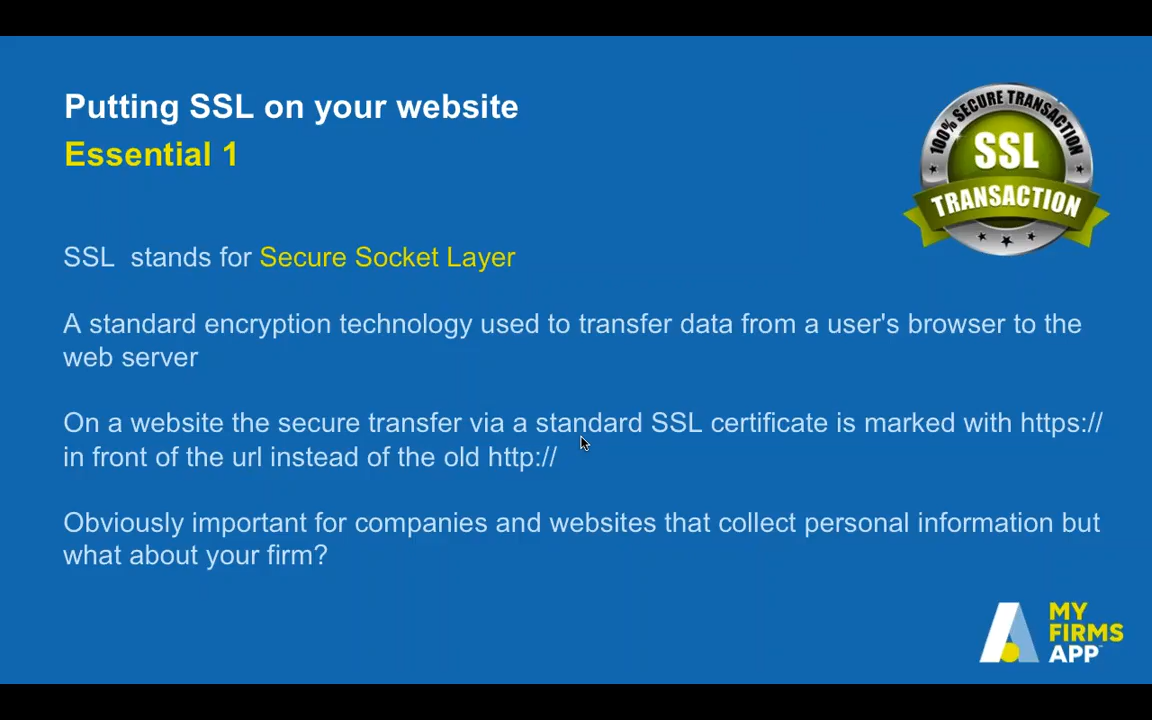 Putting SSL on your website
Essential 1
100% SECURE TRANSACTION
SSL
TRANSACTION
SSL  stands for Secure Socket Layer
A standard encryption technology used to transfer data from a user's browser to the
web server
On a website the secure transfer via a standard SSL certificate is marked with https://
in front of the url instead of the old http://
Obviously important for companies and websites that collect personal information but
what about your firm?
MY
FIRMS
APP